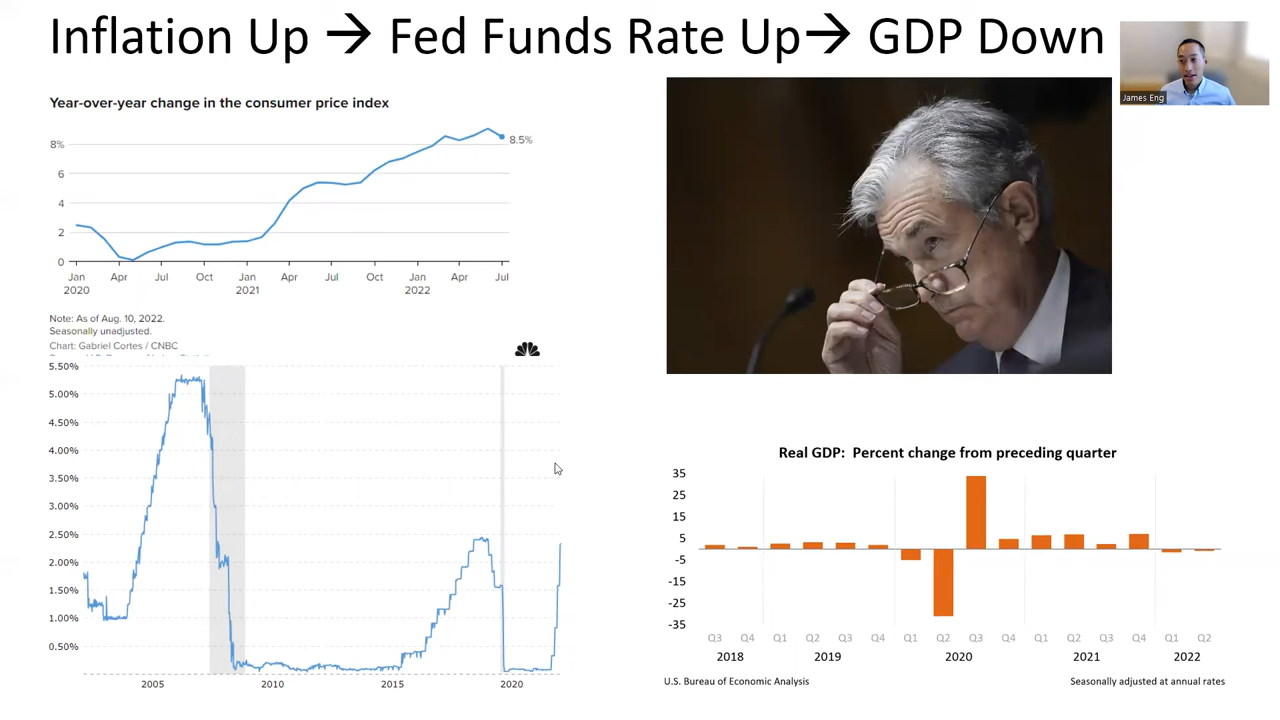 Inflation Up → Fed Funds Rate Up→ GDP Down
James Eng
Year-over-year change in the consumer price index
8.5%
8%
6
4
2
0
Jan Apr Jul Oct Jan Apr Jul Oct Jan Apr Jul
2020 2021 2022
Note: As of Aug. 10, 2022.
Seasonally unadjusted.
Chart: Gabriel Cortes / CNBC
5.50%
5.00%
4.50%
4.00%
3.50%
3.00%
2.50%
2.00%
1.50%
1.00%
0.50%
2005 2010 2015 2020
Real GDP: Percent change from preceding quarter
35
25
15
5
-5
-15
-25
-35
Q3 Q4 Q1 Q2 Q3 Q4 Q1 Q2 Q3 Q4 Q1 Q2 Q3 Q4 Q1 Q2
2018 2019 2020 2021 2022
U.S. Bureau of Economic Analysis Seasonally adjusted at annual rates